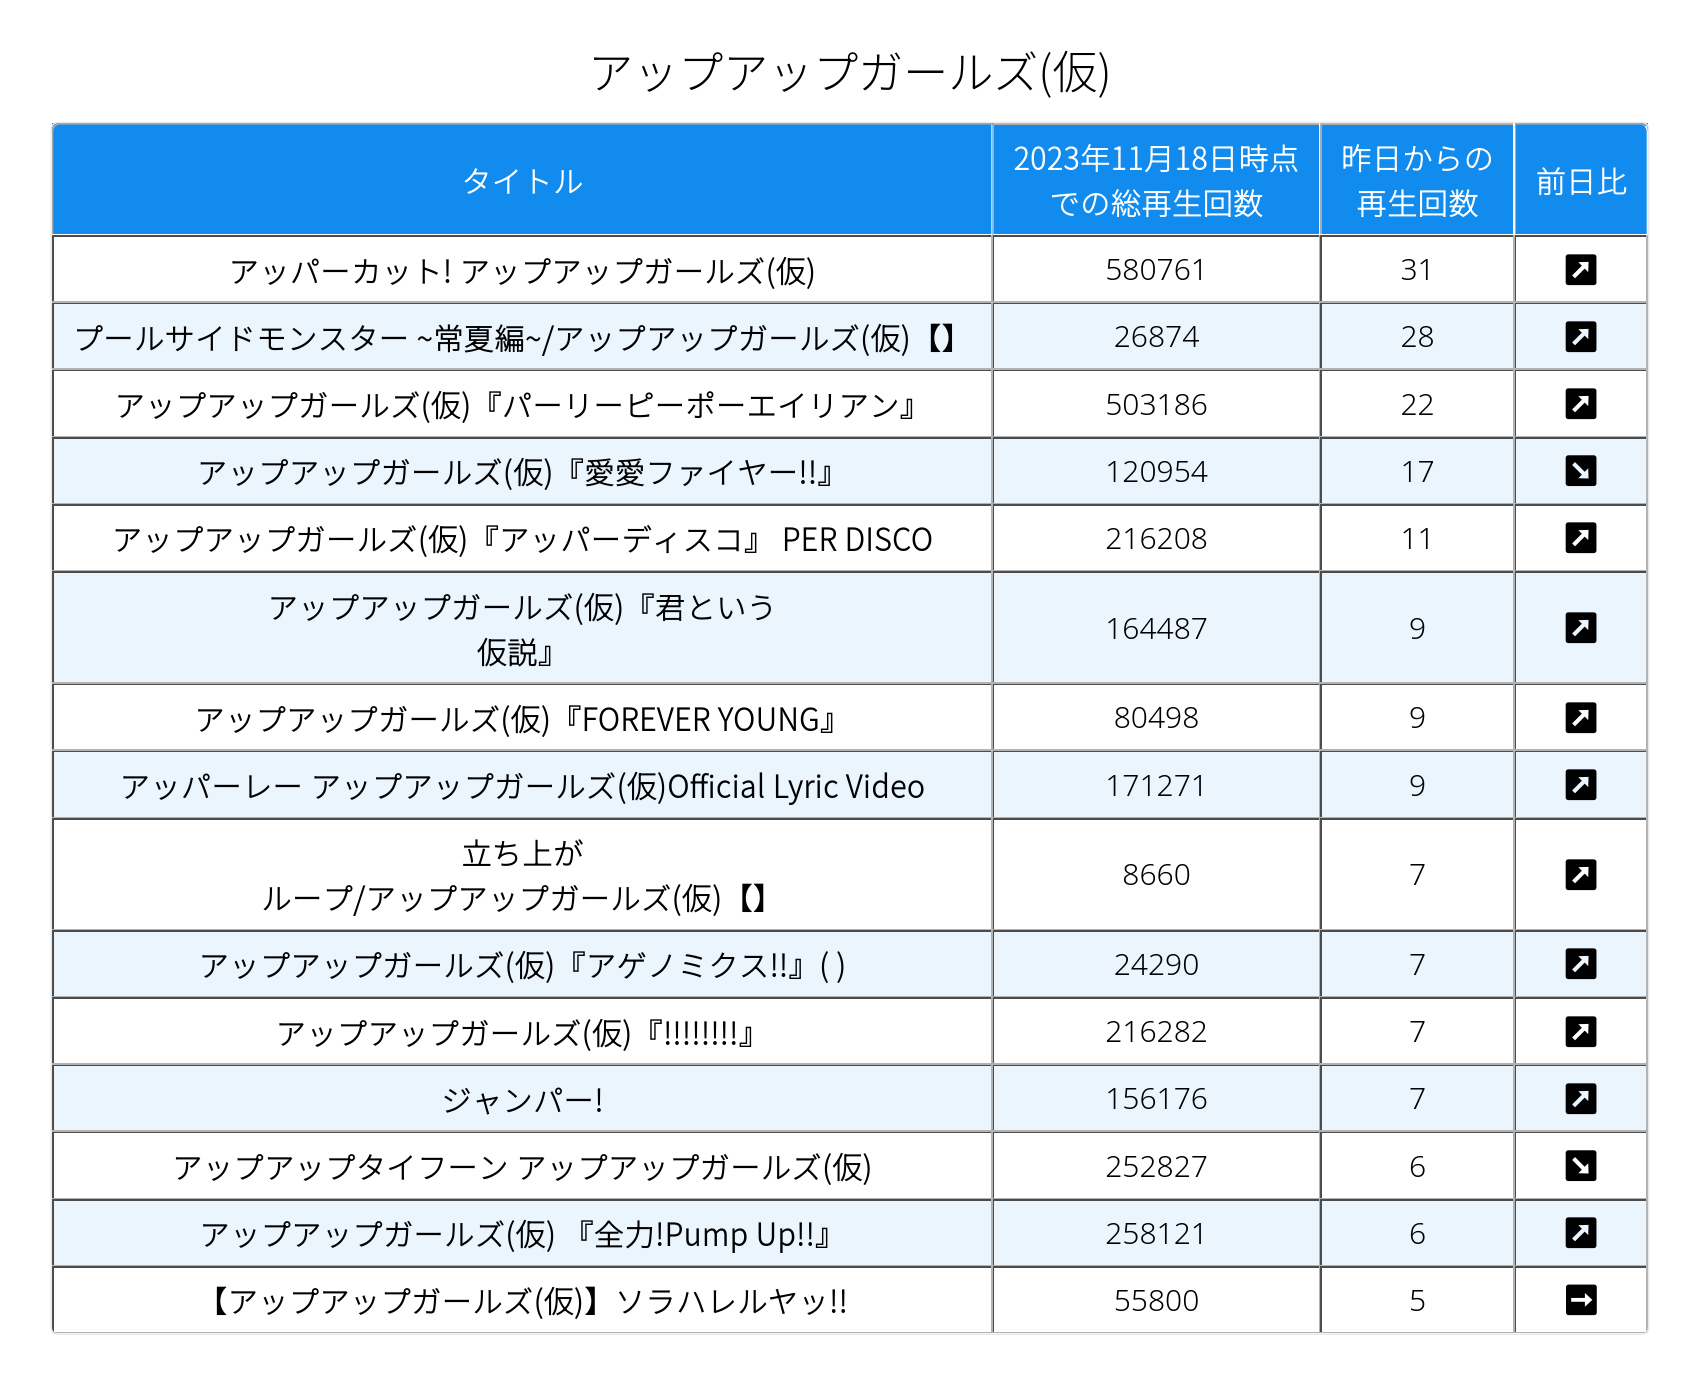 アップアップガールズ(仮)
タイトル 2023年11月18日時点での総再生回数 昨日からの再生回数 前日比
アッパーカット! アップアップガールズ(仮) 580761 31 ↗
プールサイドモンスター ~常夏編~/アップアップガールズ(仮)【】 26874 28 ↗
アップアップガールズ(仮)『パーリーピーポーエイリアン』 503186 22 ↗
アップアップガールズ(仮)『愛愛ファイヤー!!』 120954 17 ↘
アップアップガールズ(仮)『アッパーディスコ』 PER DISCO 216208 11 ↗
アップアップガールズ(仮)『君という
仮説』 164487 9 ↗
アップアップガールズ(仮)『FOREVER YOUNG』 80498 9 ↗
アッパーレー アップアップガールズ(仮)Official Lyric Video 171271 9 ↗
立ち上が
ループ/アップアップガールズ(仮)【】 8660 7 ↗
アップアップガールズ(仮)『アゲノミクス!!』( ) 24290 7 ↗
アップアップガールズ(仮)『!!!!!!!!』 216282 7 ↗
ジャンパー! 156176 7 ↗
アップアップタイフーン アップアップガールズ(仮) 252827 6 ↘
アップアップガールズ(仮) 『全力!Pump Up!!』 258121 6 ↗
【アップアップガールズ(仮)】ソラハレルヤッ!! 55800 5 →